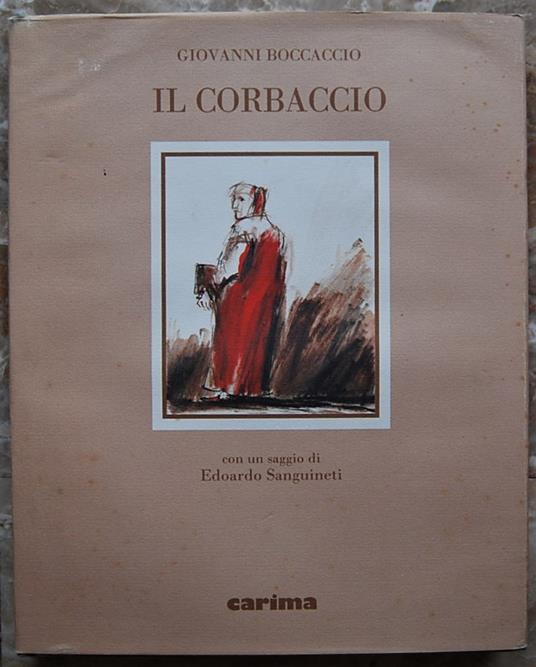 GIOVANNI BOCCACCIO
IL CORBACCIO
con un saggio di
Edoardo Sanguineti
carima